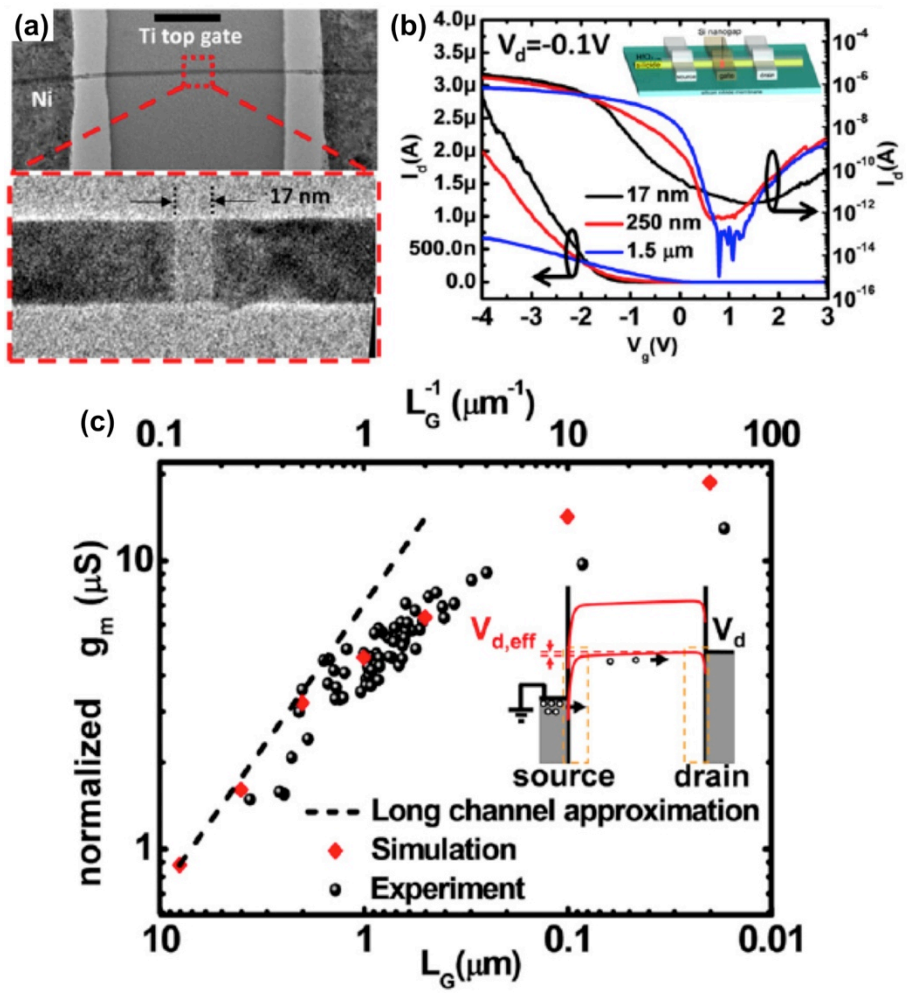 (a)
Ti top gate
Ni
17 nm
(b)
V_d=-0.1V
Si nanogap
silicide
source
gate
drain
4.0μ
3.5μ
3.0μ
2.5μ
2.0μ
1.5μ
1.0μ
500.0n
0.0
I_d(A)
10^-4
10^-6
10^-8
10^-10
10^-12
10^-14
10^-16
I_d(A)
17 nm
250 nm
1.5 μm
-4 -3 -2 -1 0 1 2 3
V_g(V)
(c)
L_G^-1 (μm^-1)
0.1 1 10 100
normalized g_m (μS)
10
1
V_d,eff
V_d
source drain
Long channel approximation
Simulation
Experiment
10 1 0.1 0.01
L_G(μm)